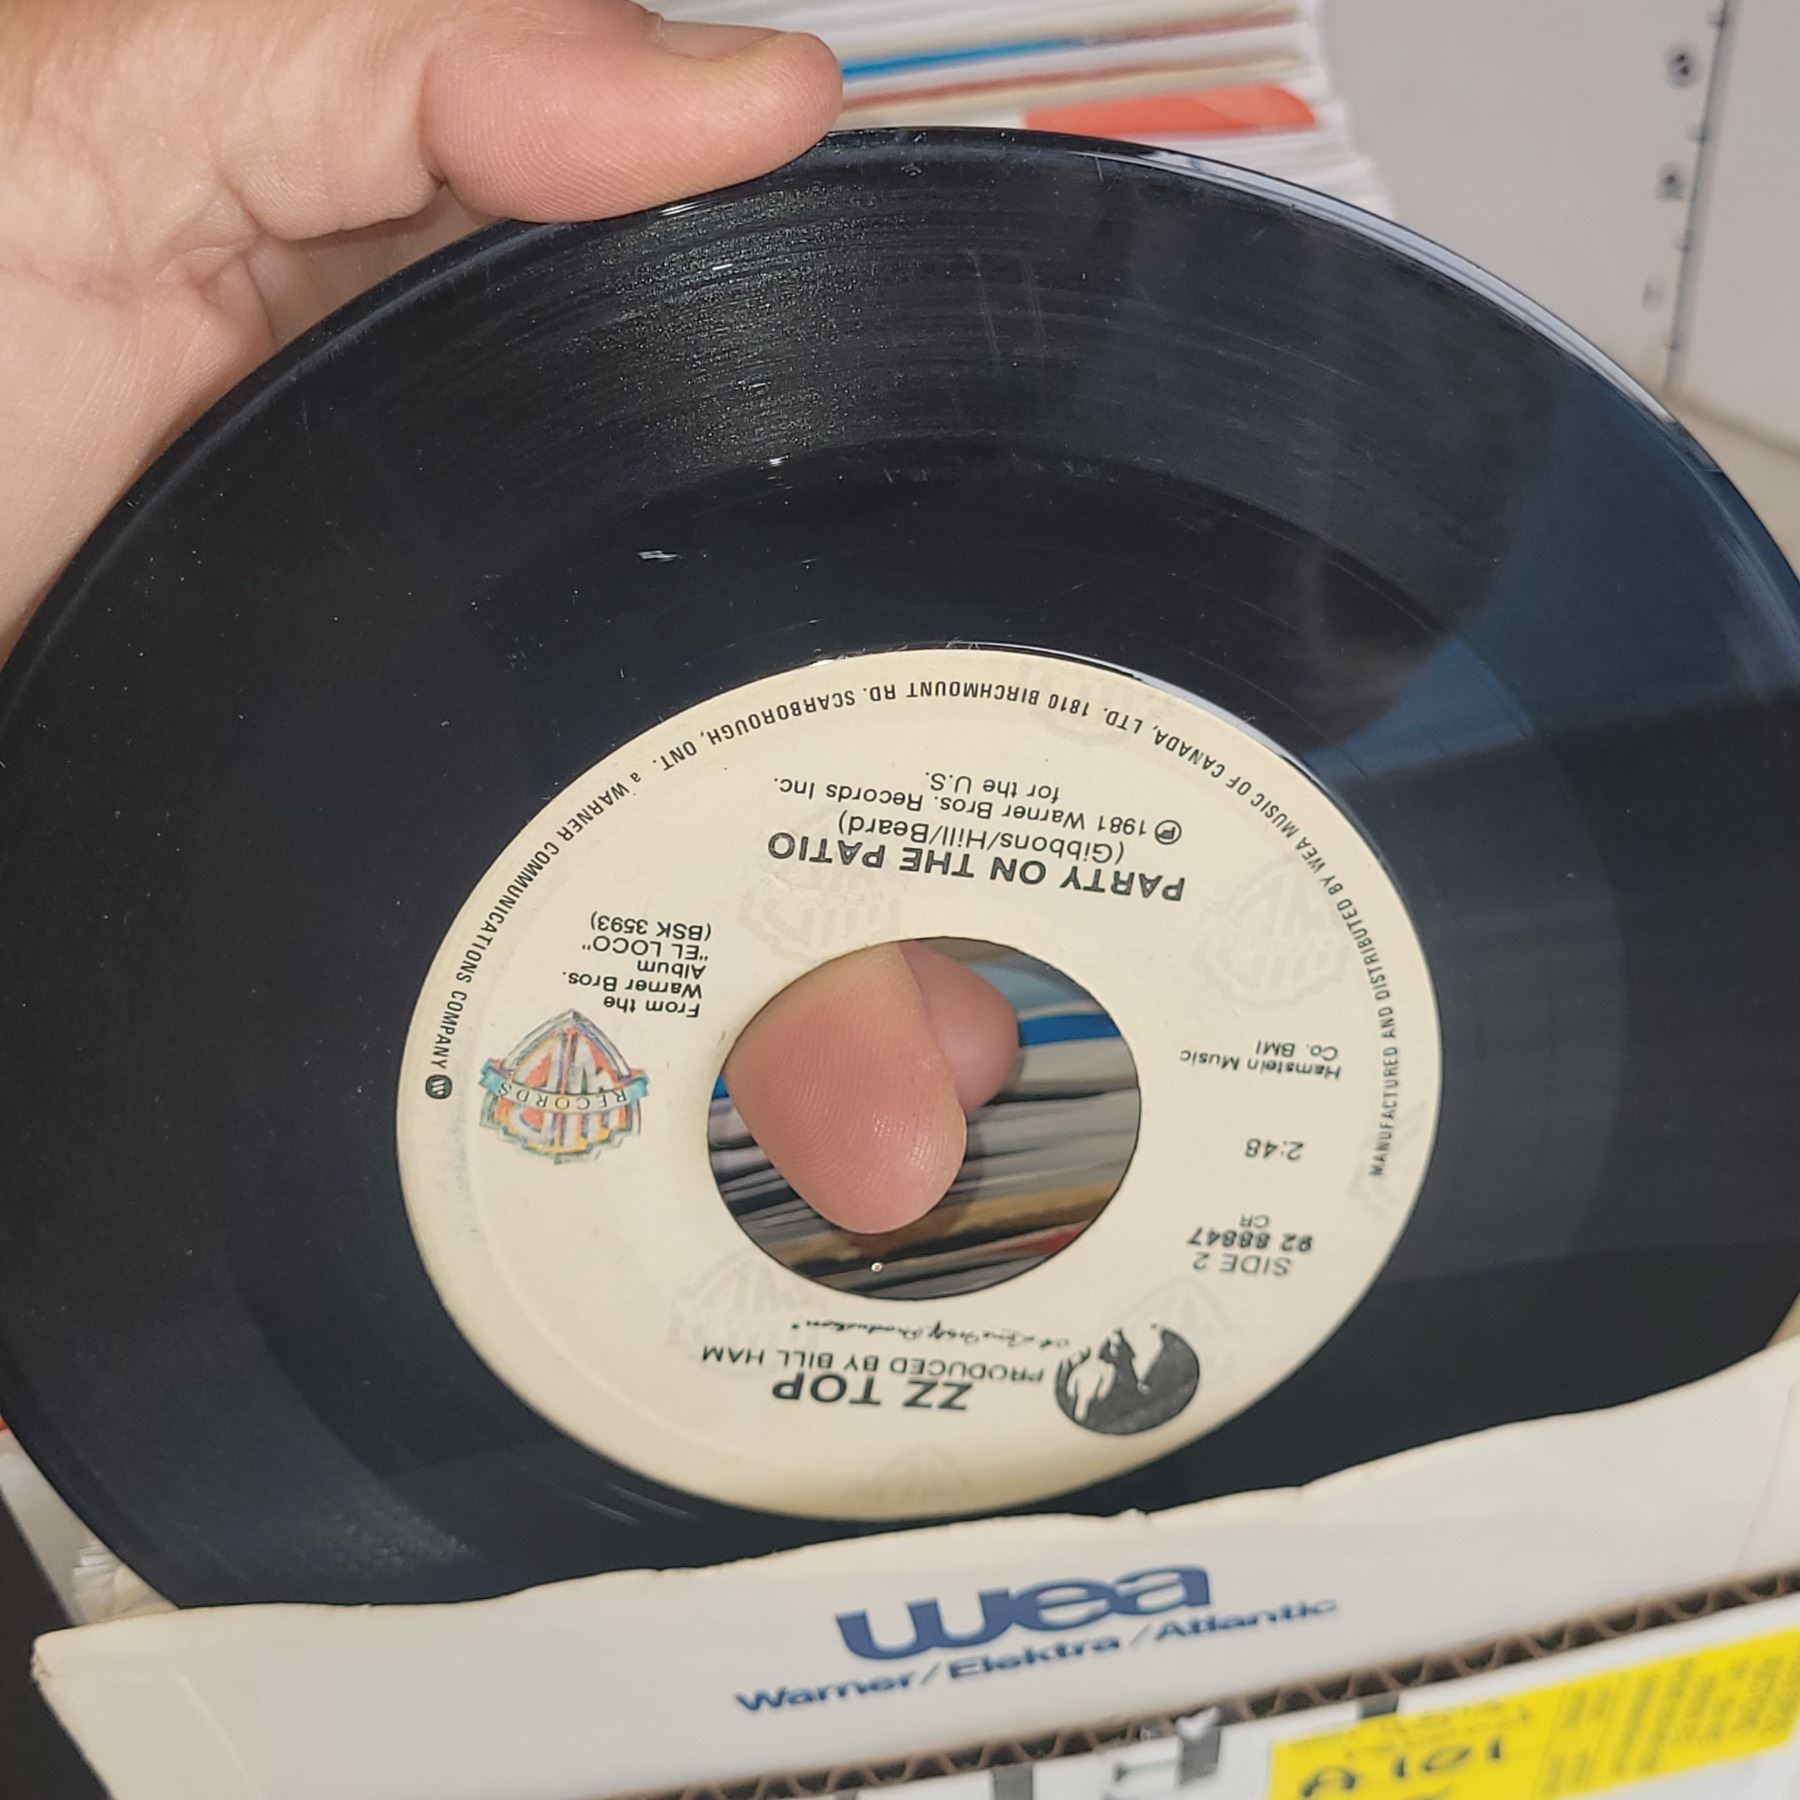 ZZ TOP
PRODUCED BY BILL HAM
SIDE 2
92 88847
CR
2:48
Hamstein Music
Co. BMI
RECORDS
From the
Warner Bros.
Album
"EL LOCO"
(BSK 3593)
PARTY ON THE PATIO
(Gibbons/Hill/Beard)
℗ 1981 Warner Bros. Records Inc.
for the U.S.
MANUFACTURED AND DISTRIBUTED BY WEA MUSIC OF CANADA, LTD. 1810 BIRCHMOUNT RD. SCARBOROUGH, ONT. a WARNER COMMUNICATIONS COMPANY
wea
Warner/Elektra/Atlantic
A 101